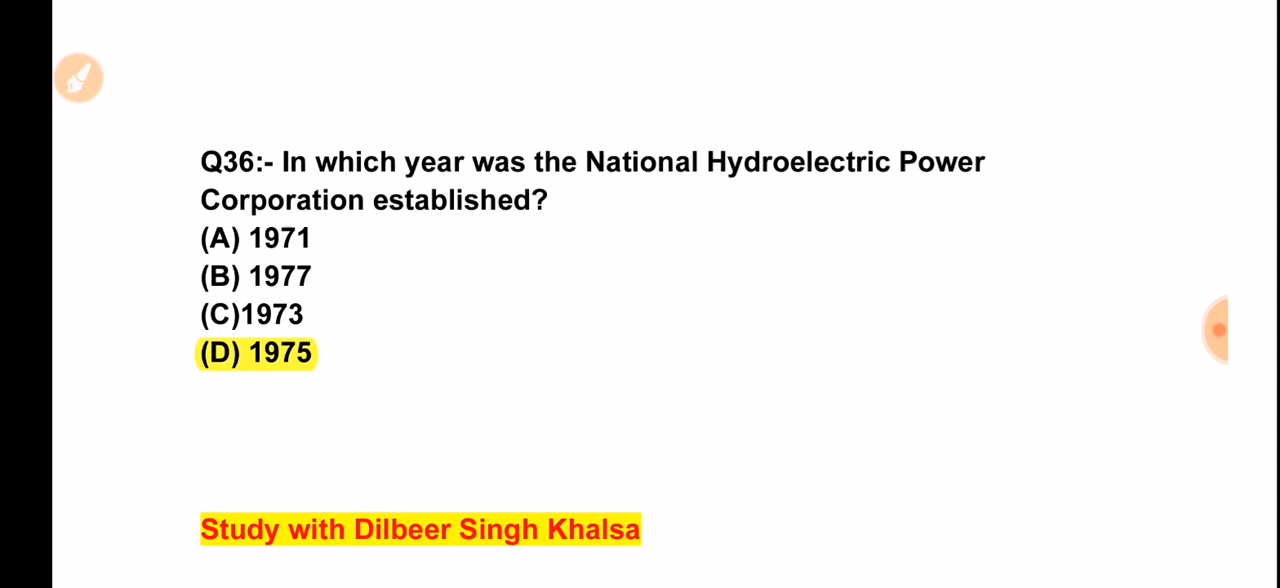 Q36:- In which year was the National Hydroelectric Power
Corporation established?
(A) 1971
(B) 1977
(C)1973
(D) 1975
Study with Dilbeer Singh Khalsa